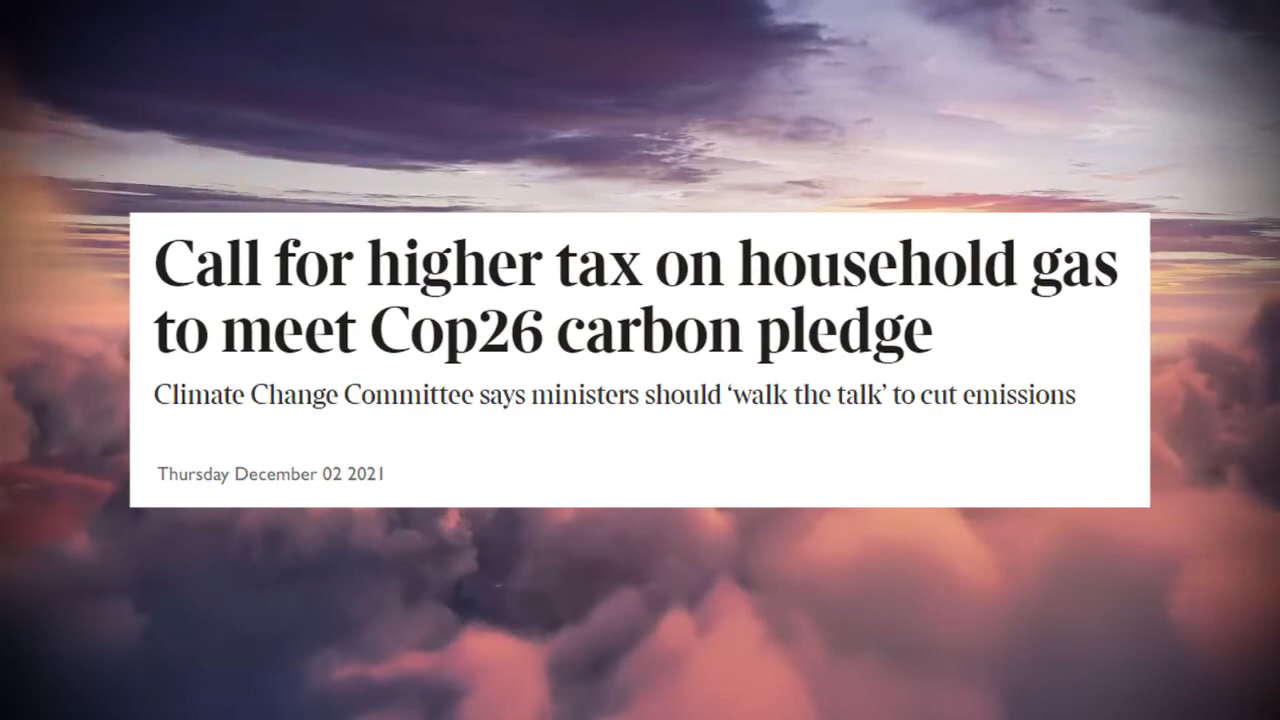 Call for higher tax on household gas
to meet Cop26 carbon pledge
Climate Change Committee says ministers should ‘walk the talk’ to cut emissions
Thursday December 02 2021